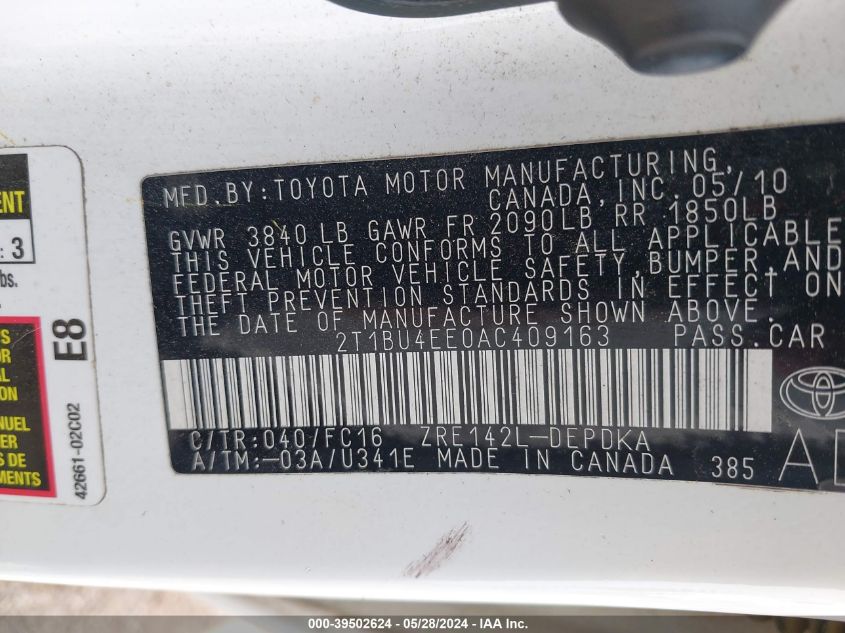 MFD.BY:TOYOTA MOTOR MANUFACTURING,
CANADA,INC.05/10
GVWR 3840 LB GAWR FR 2090LB RR 1850LB
THIS VEHICLE CONFORMS TO ALL APPLICABLE
FEDERAL MOTOR VEHICLE SAFETY,BUMPER,AND
THEFT PREVENTION STANDARDS IN EFFECT ON
THE DATE OF MANUFACTURE SHOWN ABOVE.
2T1BU4EE0AC409163 PASS.CAR
C/TR:040/FC16 ZRE142L-DEPDKA
A/TM:-03A/U341E MADE IN CANADA 385
: 3
E8
42661-02C02
DE
MENTS
000-39502624 - 05/28/2024 - IAA Inc.